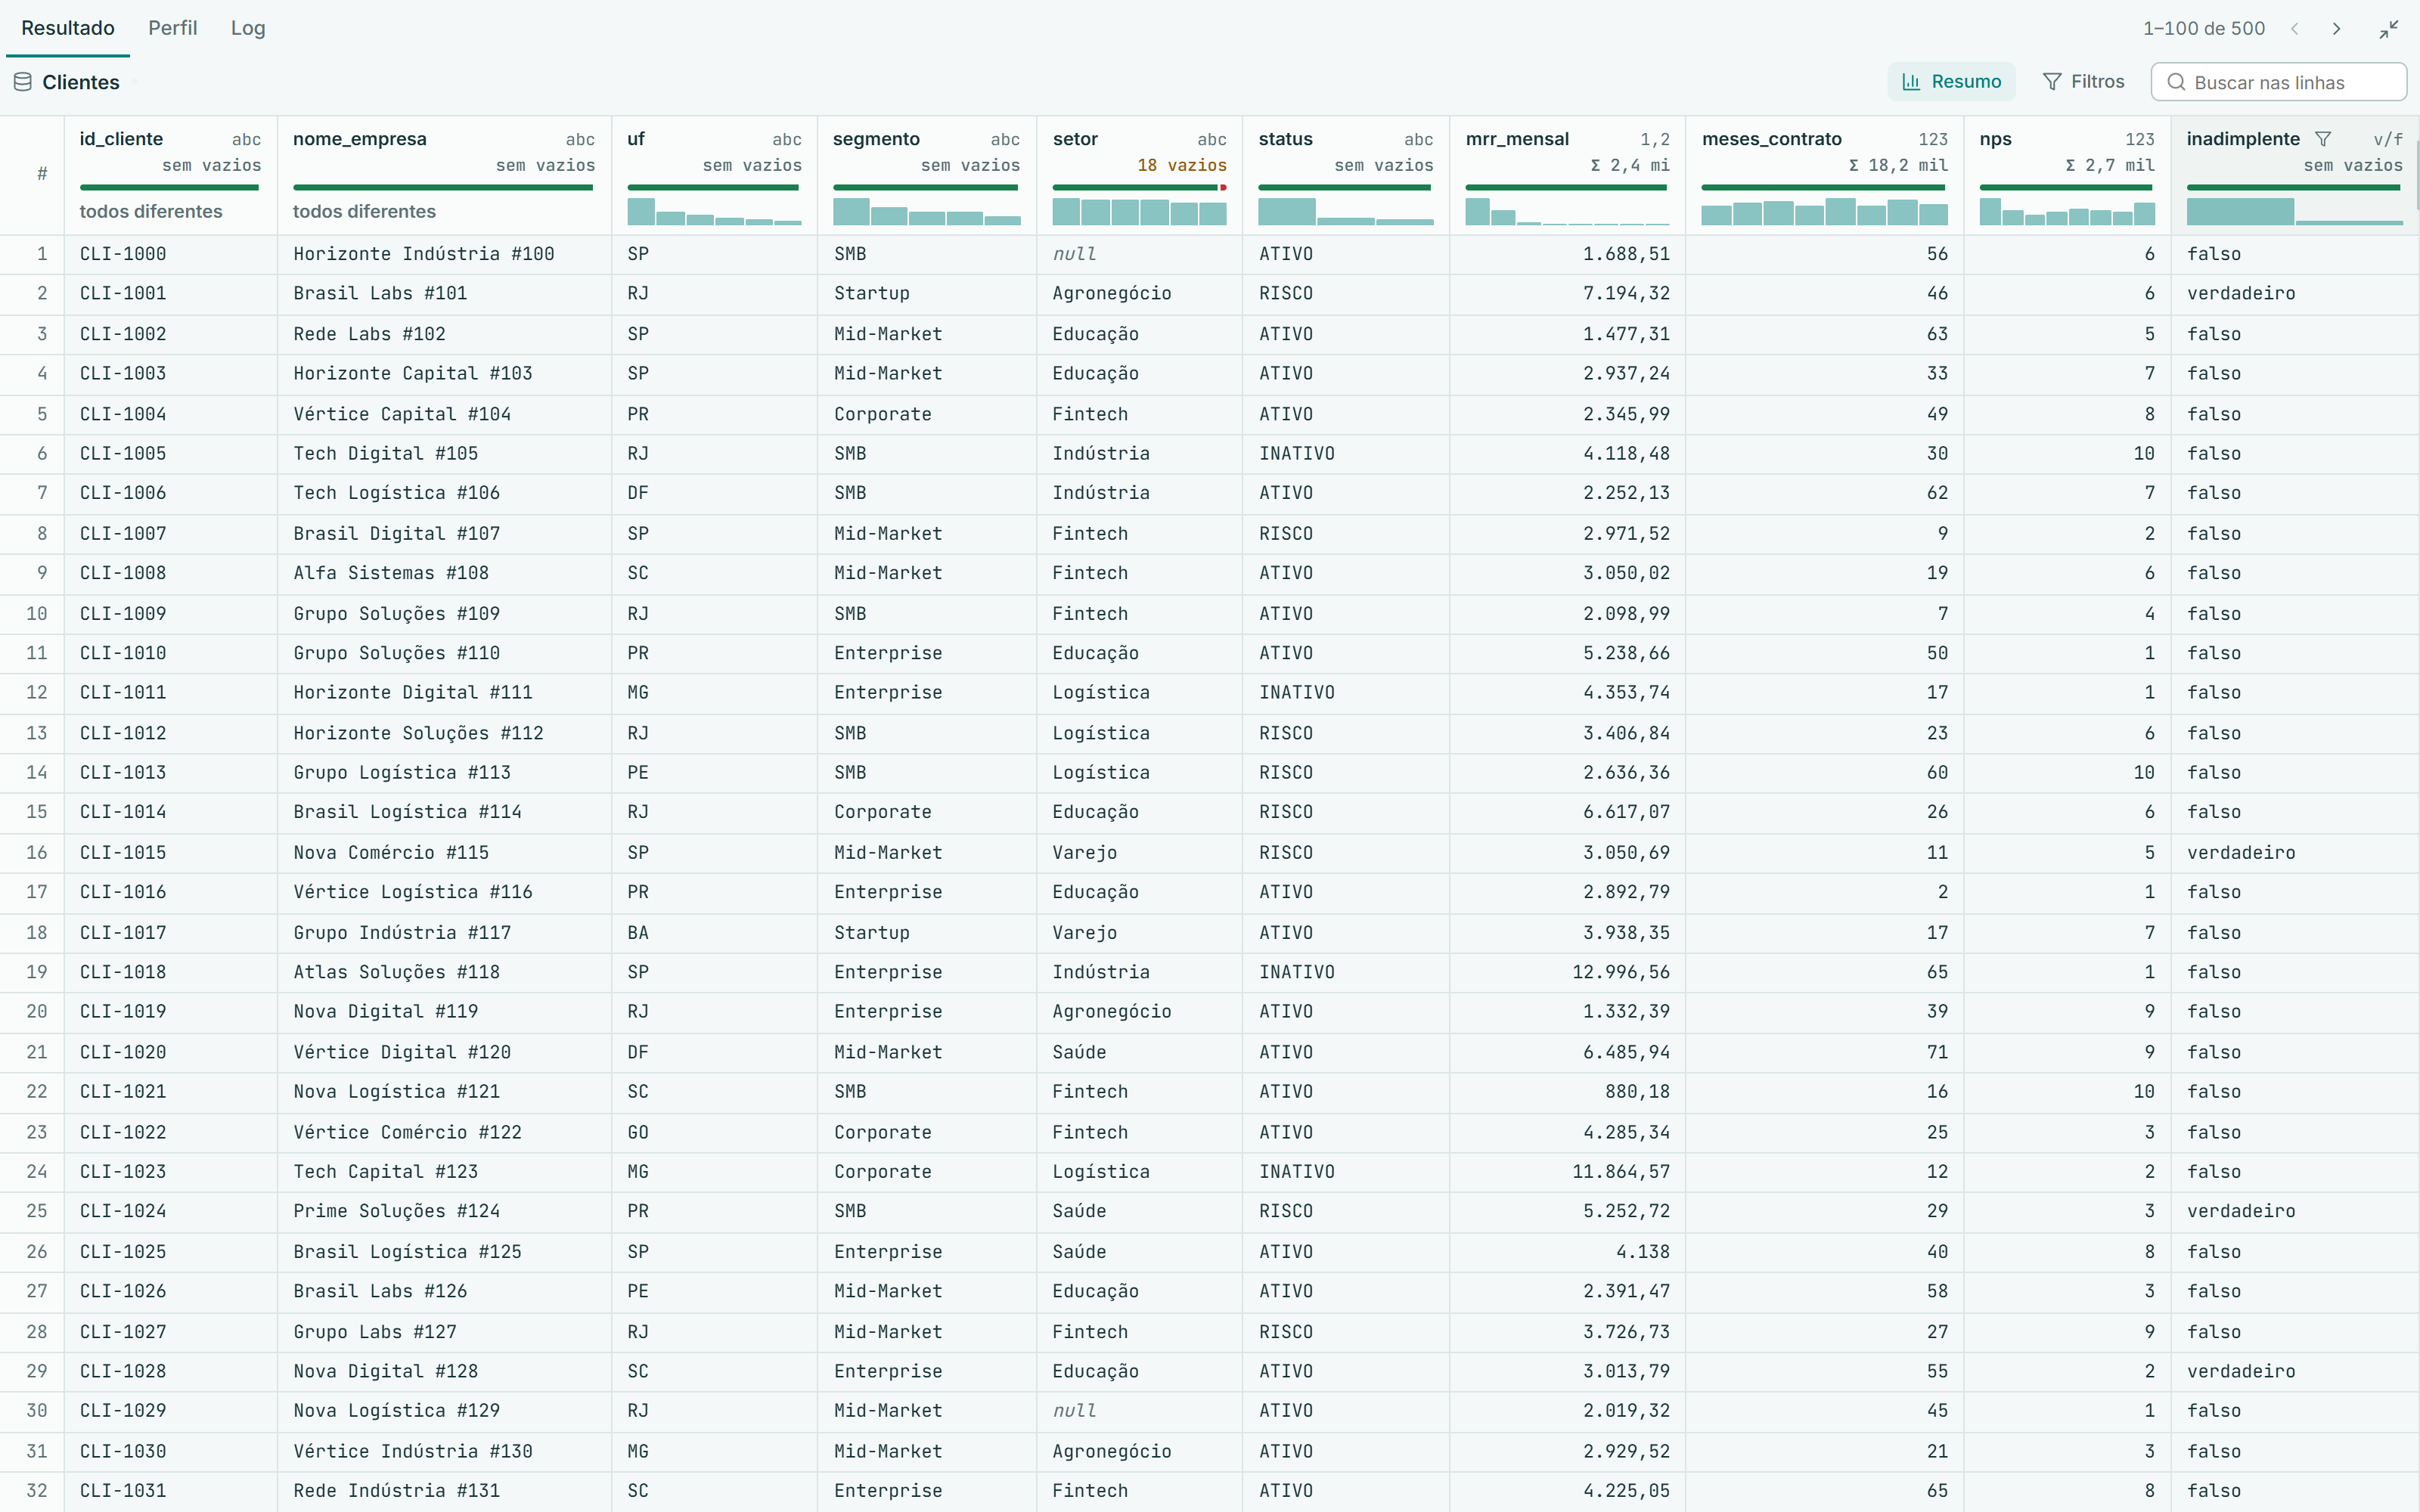 Resultado Perfil Log 1–100 de 500
Clientes Resumo Filtros Buscar nas linhas
# id_cliente abc nome_empresa abc uf abc segmento abc setor abc status abc mrr_mensal 1,2 meses_contrato 123 nps 123 inadimplente v/f
sem vazios sem vazios sem vazios sem vazios 18 vazios sem vazios Σ 2,4 mi Σ 18,2 mil Σ 2,7 mil sem vazios
todos diferentes todos diferentes
1 CLI-1000 Horizonte Indústria #100 SP SMB null ATIVO 1.688,51 56 6 falso
2 CLI-1001 Brasil Labs #101 RJ Startup Agronegócio RISCO 7.194,32 46 6 verdadeiro
3 CLI-1002 Rede Labs #102 SP Mid-Market Educação ATIVO 1.477,31 63 5 falso
4 CLI-1003 Horizonte Capital #103 SP Mid-Market Educação ATIVO 2.937,24 33 7 falso
5 CLI-1004 Vértice Capital #104 PR Corporate Fintech ATIVO 2.345,99 49 8 falso
6 CLI-1005 Tech Digital #105 RJ SMB Indústria INATIVO 4.118,48 30 10 falso
7 CLI-1006 Tech Logística #106 DF SMB Indústria ATIVO 2.252,13 62 7 falso
8 CLI-1007 Brasil Digital #107 SP Mid-Market Fintech RISCO 2.971,52 9 2 falso
9 CLI-1008 Alfa Sistemas #108 SC Mid-Market Fintech ATIVO 3.050,02 19 6 falso
10 CLI-1009 Grupo Soluções #109 RJ SMB Fintech ATIVO 2.098,99 7 4 falso
11 CLI-1010 Grupo Soluções #110 PR Enterprise Educação ATIVO 5.238,66 50 1 falso
12 CLI-1011 Horizonte Digital #111 MG Enterprise Logística INATIVO 4.353,74 17 1 falso
13 CLI-1012 Horizonte Soluções #112 RJ SMB Logística RISCO 3.406,84 23 6 falso
14 CLI-1013 Grupo Logística #113 PE SMB Logística RISCO 2.636,36 60 10 falso
15 CLI-1014 Brasil Logística #114 RJ Corporate Educação RISCO 6.617,07 26 6 falso
16 CLI-1015 Nova Comércio #115 SP Mid-Market Varejo RISCO 3.050,69 11 5 verdadeiro
17 CLI-1016 Vértice Logística #116 PR Enterprise Educação ATIVO 2.892,79 2 1 falso
18 CLI-1017 Grupo Indústria #117 BA Startup Varejo ATIVO 3.938,35 17 7 falso
19 CLI-1018 Atlas Soluções #118 SP Enterprise Indústria INATIVO 12.996,56 65 1 falso
20 CLI-1019 Nova Digital #119 RJ Enterprise Agronegócio ATIVO 1.332,39 39 9 falso
21 CLI-1020 Vértice Digital #120 DF Mid-Market Saúde ATIVO 6.485,94 71 9 falso
22 CLI-1021 Nova Logística #121 SC SMB Fintech ATIVO 880,18 16 10 falso
23 CLI-1022 Vértice Comércio #122 GO Corporate Fintech ATIVO 4.285,34 25 3 falso
24 CLI-1023 Tech Capital #123 MG Corporate Logística INATIVO 11.864,57 12 2 falso
25 CLI-1024 Prime Soluções #124 PR SMB Saúde RISCO 5.252,72 29 3 verdadeiro
26 CLI-1025 Brasil Logística #125 SP Enterprise Saúde ATIVO 4.138 40 8 falso
27 CLI-1026 Brasil Labs #126 PE Mid-Market Educação ATIVO 2.391,47 58 3 falso
28 CLI-1027 Grupo Labs #127 RJ Mid-Market Fintech RISCO 3.726,73 27 9 falso
29 CLI-1028 Nova Digital #128 SC Enterprise Educação ATIVO 3.013,79 55 2 verdadeiro
30 CLI-1029 Nova Logística #129 RJ Mid-Market null ATIVO 2.019,32 45 1 falso
31 CLI-1030 Vértice Indústria #130 MG Mid-Market Agronegócio ATIVO 2.929,52 21 3 falso
32 CLI-1031 Rede Indústria #131 SC Enterprise Fintech ATIVO 4.225,05 65 8 falso